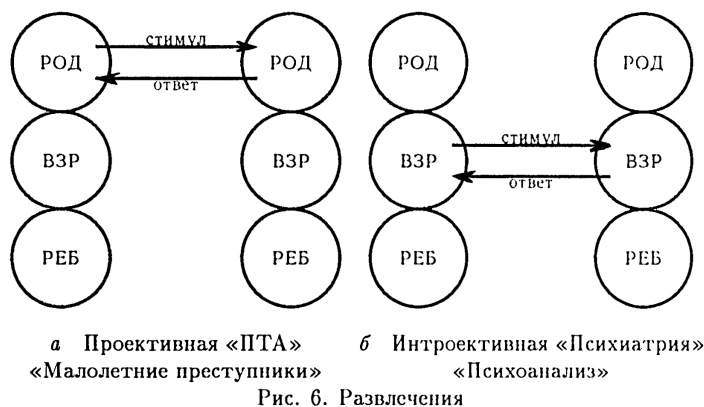 стимул
РОД РОД РОД РОД
ответ
стимул
ВЗР ВЗР ВЗР ВЗР
ответ
РЕБ РЕБ РЕБ РЕБ
а Проективная «ПТА» б Интроективная «Психиатрия»
«Малолетние преступники» «Психоанализ»
Рис. 6. Развлечения